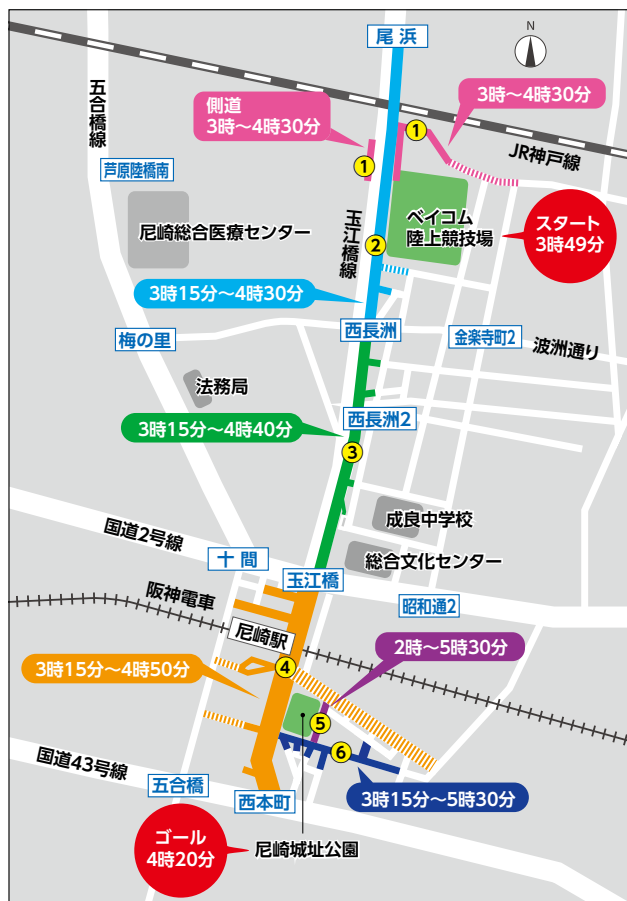 尾浜
N
五合橋線
側道
3時～4時30分
3時～4時30分
1
1
JR神戸線
芦原陸橋南
尼崎総合医療センター
玉江橋線
ベイコム
陸上競技場
スタート
3時49分
2
3時15分～4時30分
西長洲
梅の里
金楽寺町2
波洲通り
法務局
西長洲2
3時15分～4時40分
3
成良中学校
国道2号線
総合文化センター
十間
玉江橋
阪神電車
昭和通2
尼崎駅
2時～5時30分
3時15分～4時50分
4
5
6
国道43号線
五合橋
西本町
3時15分～5時30分
ゴール
4時20分
尼崎城址公園